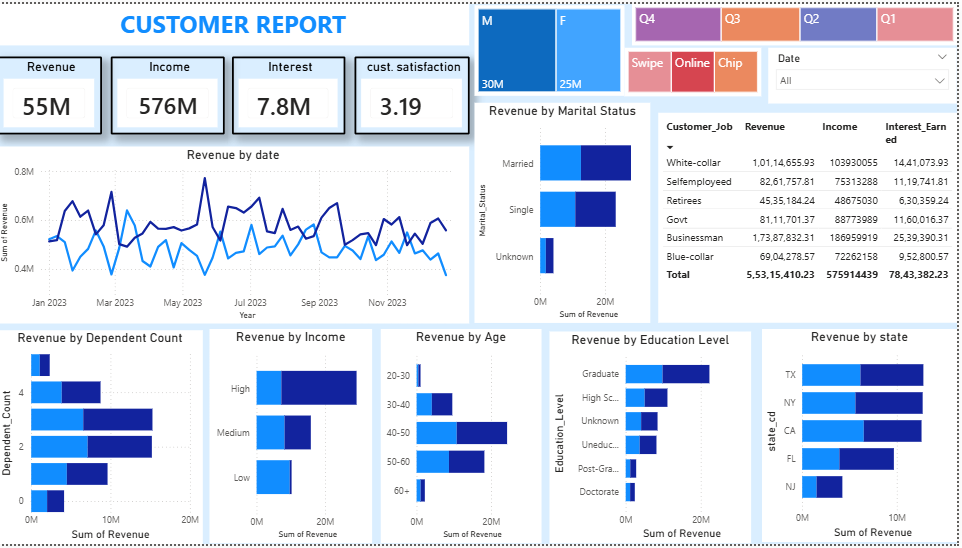 CUSTOMER REPORT
Revenue
55M
Income
576M
Interest
7.8M
cust. satisfaction
3.19
M
30M
F
25M
Q4
Q3
Q2
Q1
Swipe
Online
Chip
Date
All
Revenue by date
Sum of Revenue
0.8M
0.6M
0.4M
Jan 2023
Mar 2023
May 2023
Jul 2023
Sep 2023
Nov 2023
Year
Revenue by Marital Status
Marital_Status
Married
Single
Unknown
0M
20M
Sum of Revenue
Customer_Job Revenue Income Interest_Earn
ed
White-collar 1,01,14,655.93 103930055 14,41,073.93
Selfemployeed 82,61,757.81 75313288 11,19,741.81
Retirees 45,35,184.24 48675030 6,30,359.24
Govt 81,11,701.37 88773989 11,60,016.37
Businessman 1,73,87,832.31 186959919 25,39,390.31
Blue-collar 69,04,278.57 72262158 9,52,800.57
Total 5,53,15,410.23 575914439 78,43,382.23
Revenue by Dependent Count
Dependent_Count
4
2
0
0M
10M
20M
Sum of Revenue
Revenue by Income
High
Medium
Low
0M
20M
Sum of Revenue
Revenue by Age
20-30
30-40
40-50
50-60
60+
0M
20M
Sum of Revenue
Revenue by Education Level
Education_Level
Graduate
High Sc...
Unknown
Uneduc...
Post-Gra...
Doctorate
0M
20M
Sum of Revenue
Revenue by state
state_cd
TX
NY
CA
FL
NJ
0M
10M
Sum of Revenue